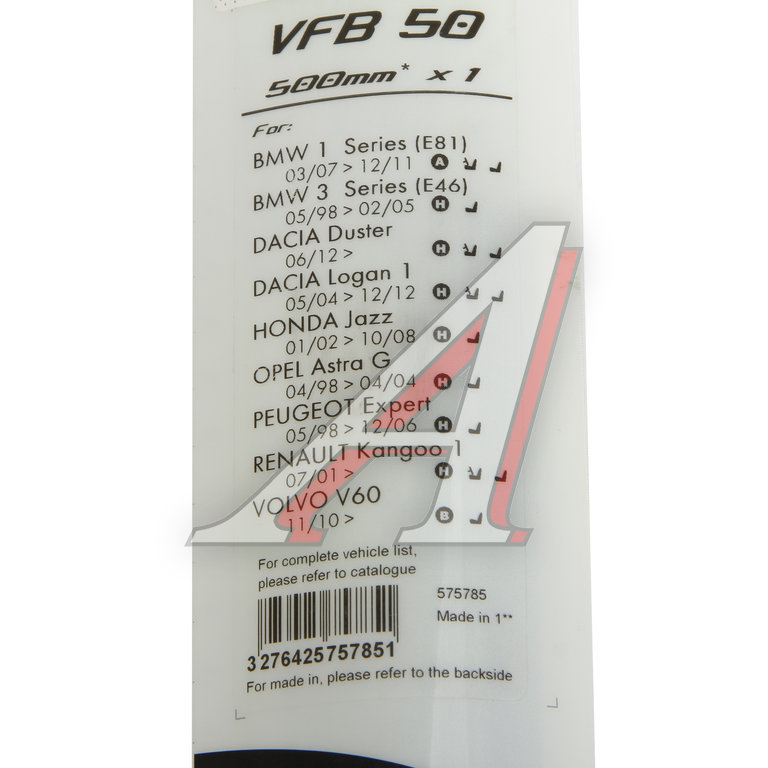 VFB 50
500mm* x 1
For:
BMW 1 Series (E81)
03/07 > 12/11 A
BMW 3 Series (E46)
05/98 > 02/05 H
DACIA Duster
06/12 > H
DACIA Logan 1
05/04 > 12/12 H
HONDA Jazz
01/02 > 10/08 H
OPEL Astra G
04/98 > 04/04 H
PEUGEOT Expert
05/98 > 12/06 H
RENAULT Kangoo 1
07/01 > H
VOLVO V60
11/10 > B
For complete vehicle list,
please refer to catalogue
575785
Made in 1**
3 276425 757851
For made in, please refer to the backside